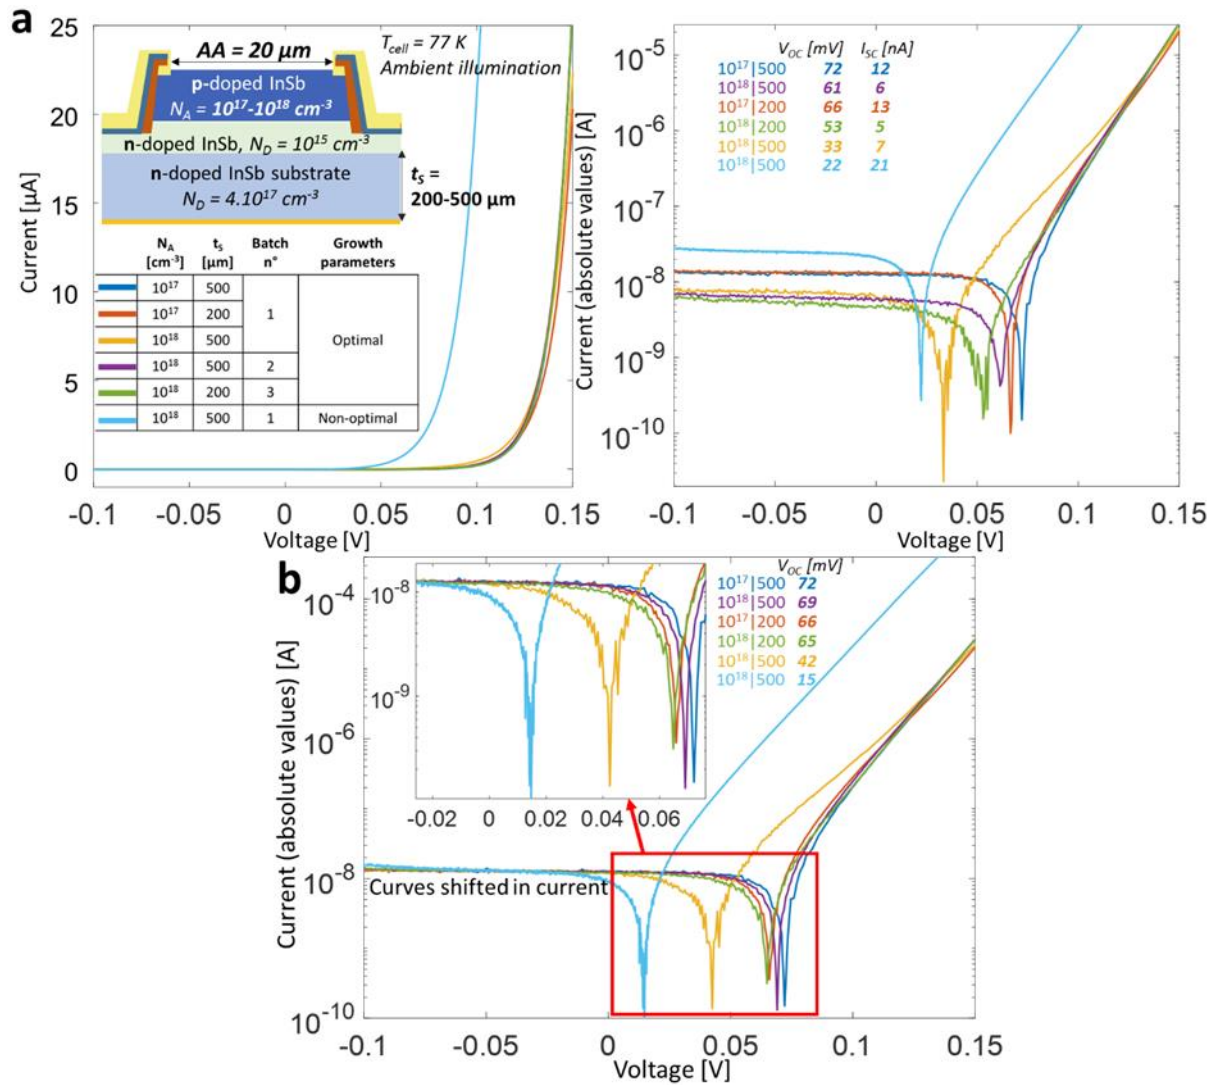 a
25
20
15
10
5
0
Current [µA]
-0.1 -0.05 0 0.05 0.1 0.15
Voltage [V]
T_cell = 77 K
Ambient illumination
AA = 20 µm
p-doped InSb
N_A = 10^17-10^18 cm^-3
n-doped InSb, N_D = 10^15 cm^-3
n-doped InSb substrate
N_D = 4.10^17 cm^-3
t_S =
200-500 µm
N_A [cm^-3] t_S [µm] Batch n° Growth parameters
10^17 500 1 Optimal
10^17 200
10^18 500
10^18 500 2
10^18 200 3
10^18 500 1 Non-optimal
10^-5
10^-6
10^-7
10^-8
10^-9
10^-10
Current (absolute values) [A]
V_OC [mV] I_SC [nA]
10^17|500 72 12
10^18|500 61 6
10^17|200 66 13
10^18|200 53 5
10^18|500 33 7
10^18|500 22 21
-0.1 -0.05 0 0.05 0.1 0.15
Voltage [V]
b
10^-4
10^-6
10^-8
10^-10
Current (absolute values) [A]
10^-8
10^-9
-0.02 0 0.02 0.04 0.06
V_OC [mV]
10^17|500 72
10^18|500 69
10^17|200 66
10^18|200 65
10^18|500 42
10^18|500 15
Curves shifted in current
-0.1 -0.05 0 0.05 0.1 0.15
Voltage [V]